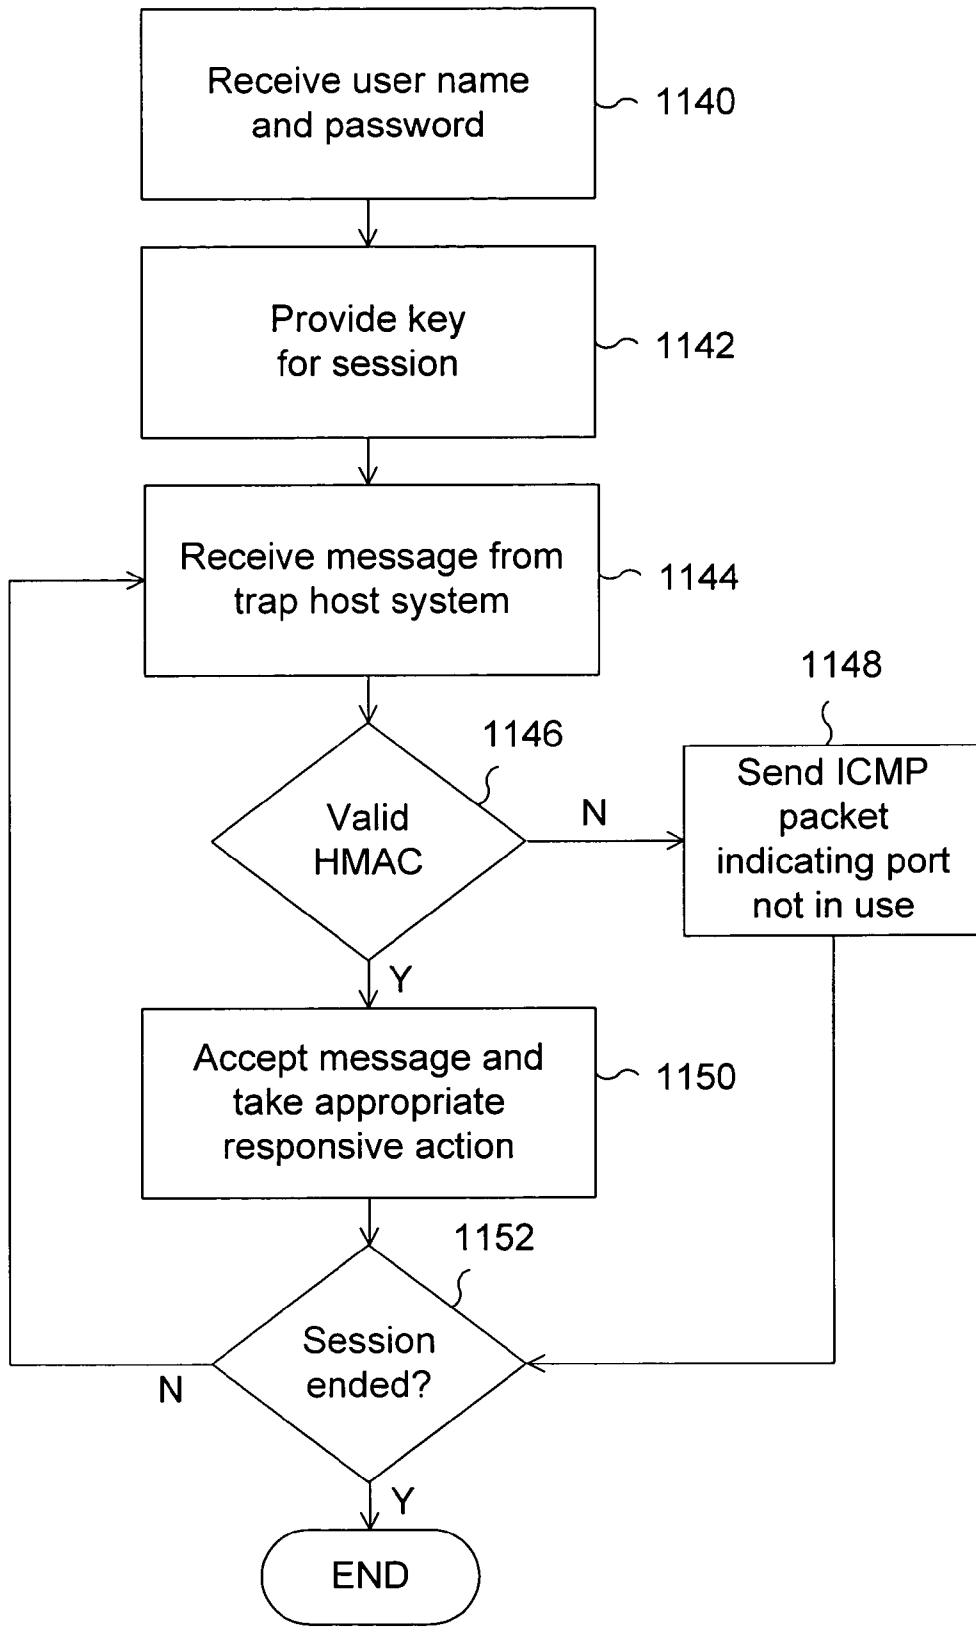 Receive user name
and password
1140
Provide key
for session
1142
Receive message from
trap host system
1144
1148
1146
Valid
HMAC
N
Send ICMP
packet
indicating port
not in use
Y
Accept message and
take appropriate
responsive action
1150
1152
Session
ended?
N
Y
END